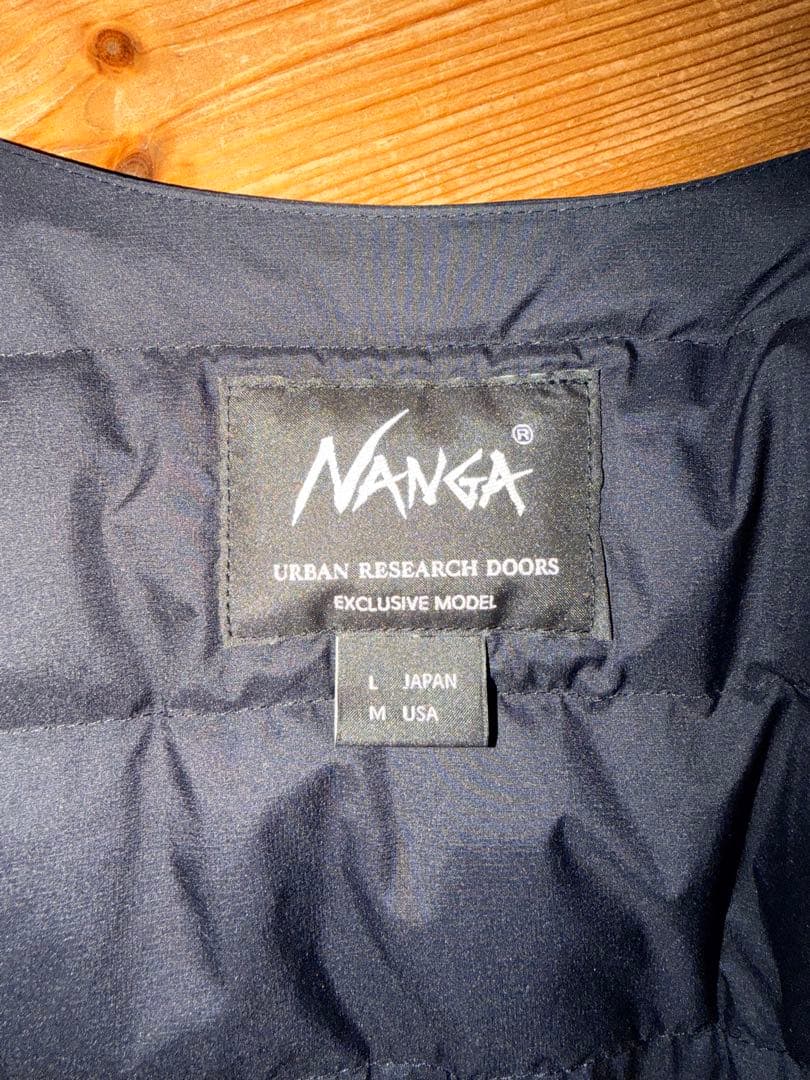 NANGA®
URBAN RESEARCH DOORS
EXCLUSIVE MODEL
L JAPAN
M USA